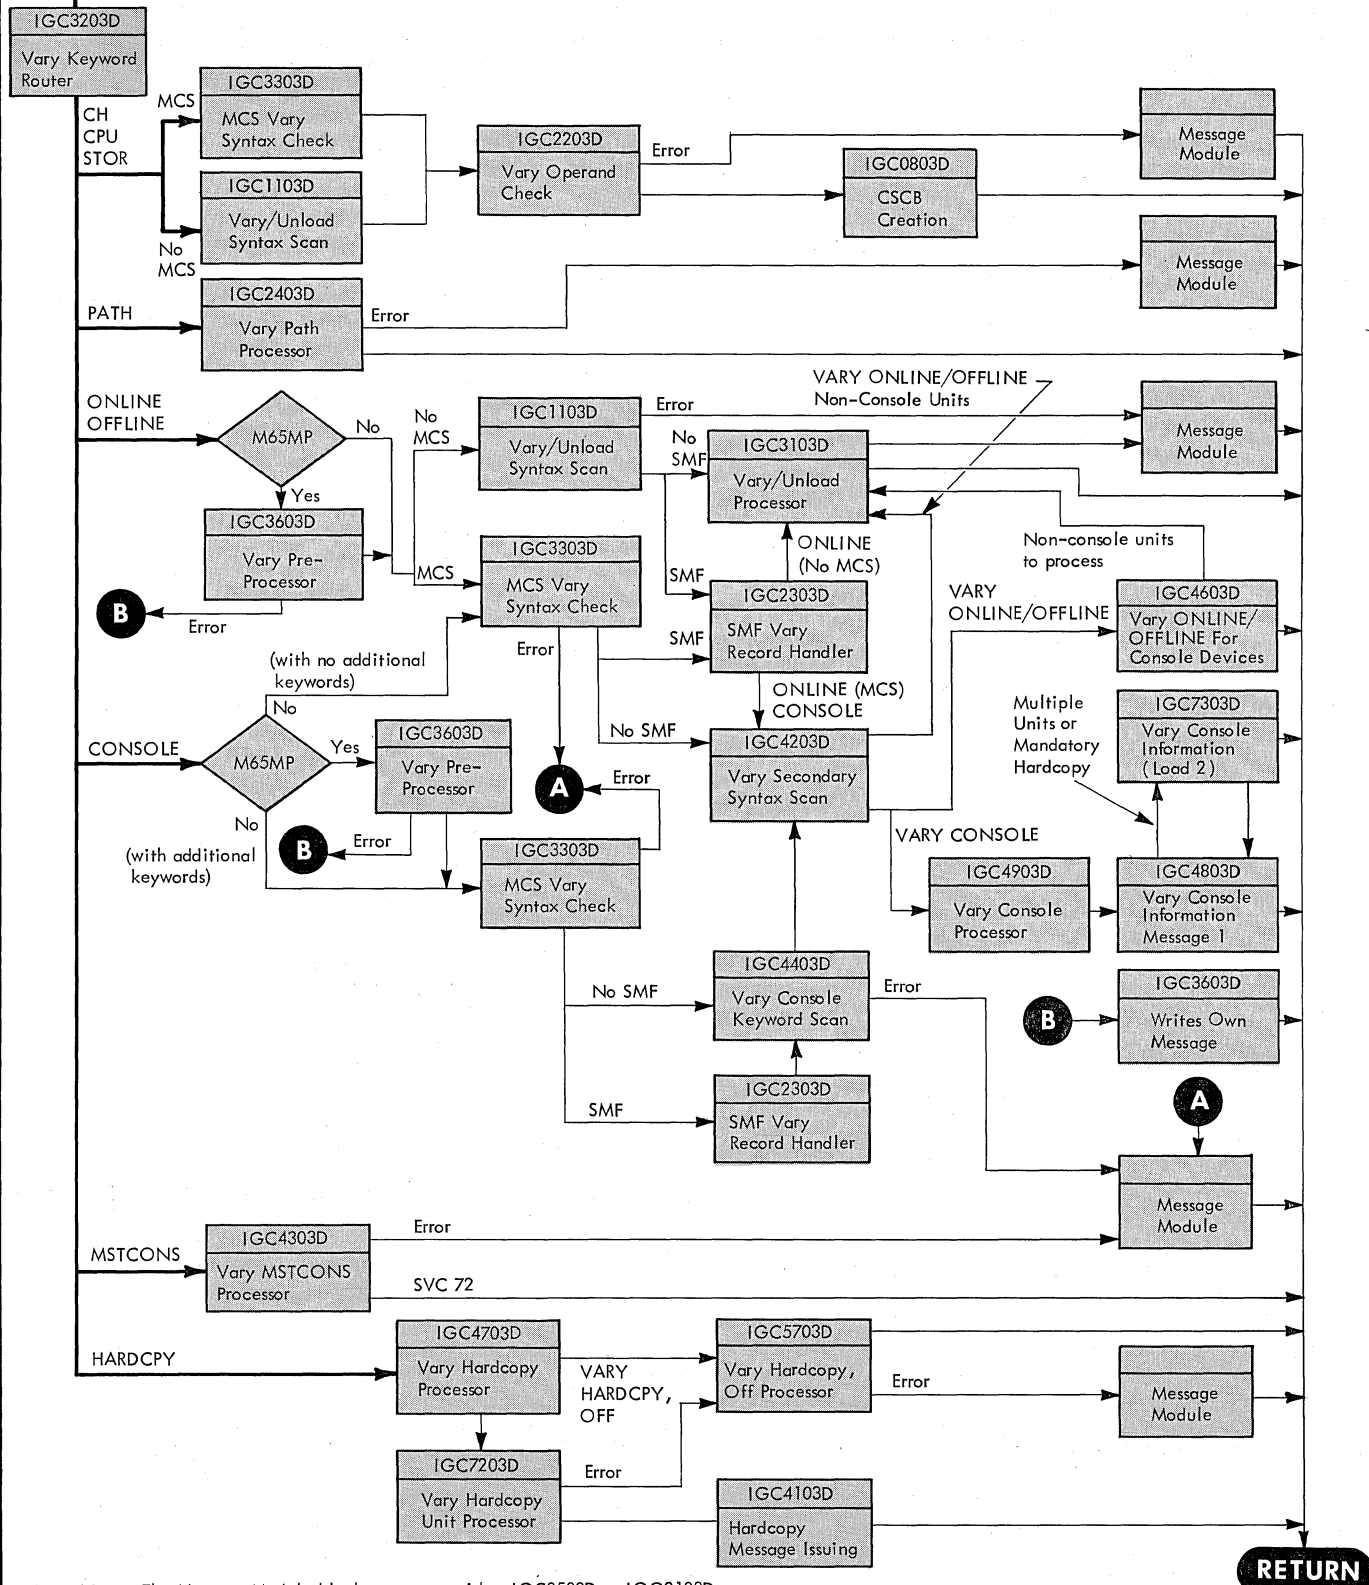 IGC3203D
Vary Keyword
Router
CH
CPU
STOR
MCS
No
MCS
IGC3303D
MCS Vary
Syntax Check
IGC1103D
Vary/Unload
Syntax Scan
IGC2203D
Vary Operand
Check
Error
IGC0803D
CSCB
Creation
Message
Module
PATH
IGC2403D
Vary Path
Processor
Error
Message
Module
ONLINE
OFFLINE
M65MP
No
Yes
IGC3603D
Vary Pre-
Processor
B
Error
No
MCS
MCS
IGC1103D
Vary/Unload
Syntax Scan
Error
No
SMF
SMF
VARY ONLINE/OFFLINE
Non-Console Units
IGC3103D
Vary/Unload
Processor
Message
Module
IGC3303D
MCS Vary
Syntax Check
Error
SMF
No SMF
ONLINE
(No MCS)
IGC2303D
SMF Vary
Record Handler
ONLINE (MCS)
CONSOLE
Non-console units
to process
VARY
ONLINE/OFFLINE
IGC4603D
Vary ONLINE/
OFFLINE For
Console Devices
(with no additional
keywords)
No
CONSOLE
M65MP
Yes
No
(with additional
keywords)
IGC3603D
Vary Pre-
Processor
B
Error
A
Error
IGC3303D
MCS Vary
Syntax Check
IGC4203D
Vary Secondary
Syntax Scan
Multiple
Units or
Mandatory
Hardcopy
IGC7303D
Vary Console
Information
(Load 2)
VARY CONSOLE
IGC4903D
Vary Console
Processor
IGC4803D
Vary Console
Information
Message 1
No SMF
IGC4403D
Vary Console
Keyword Scan
Error
B
IGC3603D
Writes Own
Message
SMF
IGC2303D
SMF Vary
Record Handler
A
Message
Module
MSTCONS
IGC4303D
Vary MSTCONS
Processor
Error
SVC 72
HARDCPY
IGC4703D
Vary Hardcopy
Processor
VARY
HARDCPY,
OFF
IGC5703D
Vary Hardcopy,
Off Processor
Error
Message
Module
IGC7203D
Vary Hardcopy
Unit Processor
Error
IGC4103D
Hardcopy
Message Issuing
RETURN